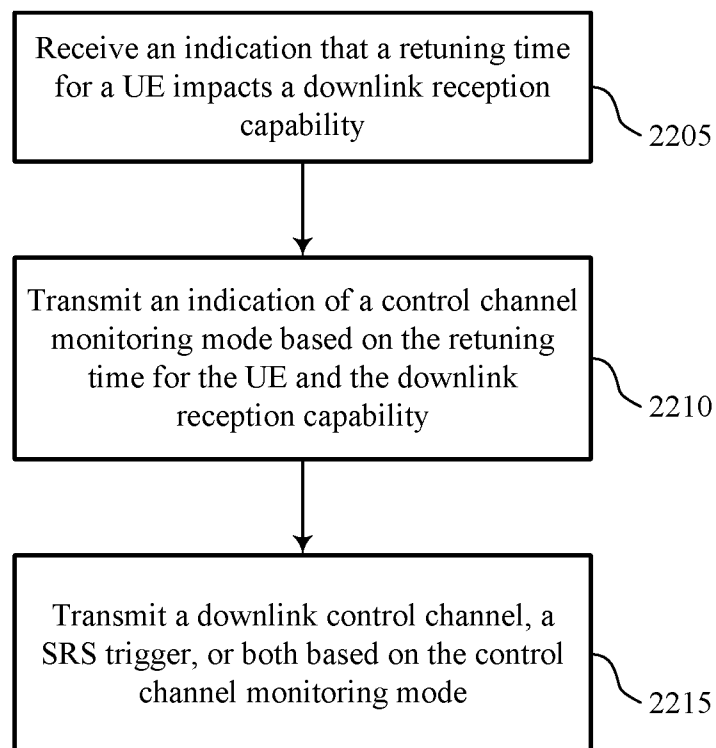 Receive an indication that a retuning time
for a UE impacts a downlink reception
capability
2205
Transmit an indication of a control channel
monitoring mode based on the retuning
time for the UE and the downlink
reception capability
2210
Transmit a downlink control channel, a
SRS trigger, or both based on the control
channel monitoring mode
2215